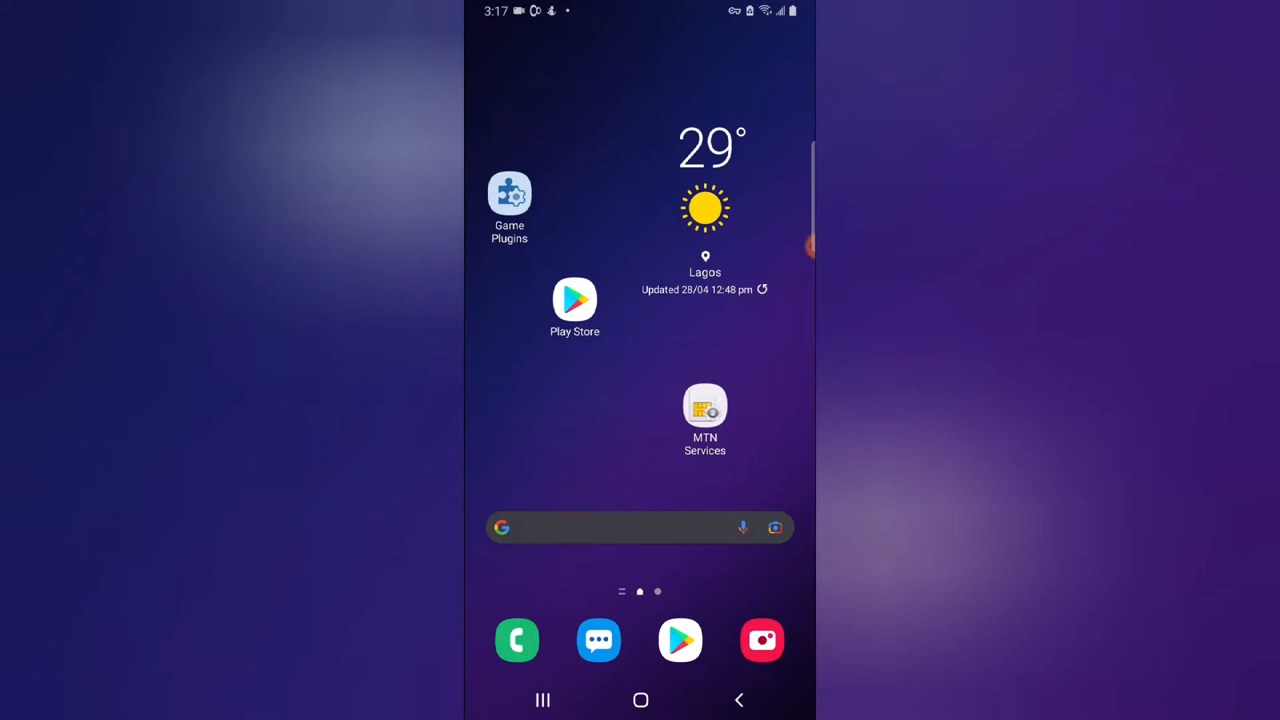 3:17
29°
Game
Plugins
Lagos
Updated 28/04 12:48 pm
Play Store
MTN
Services